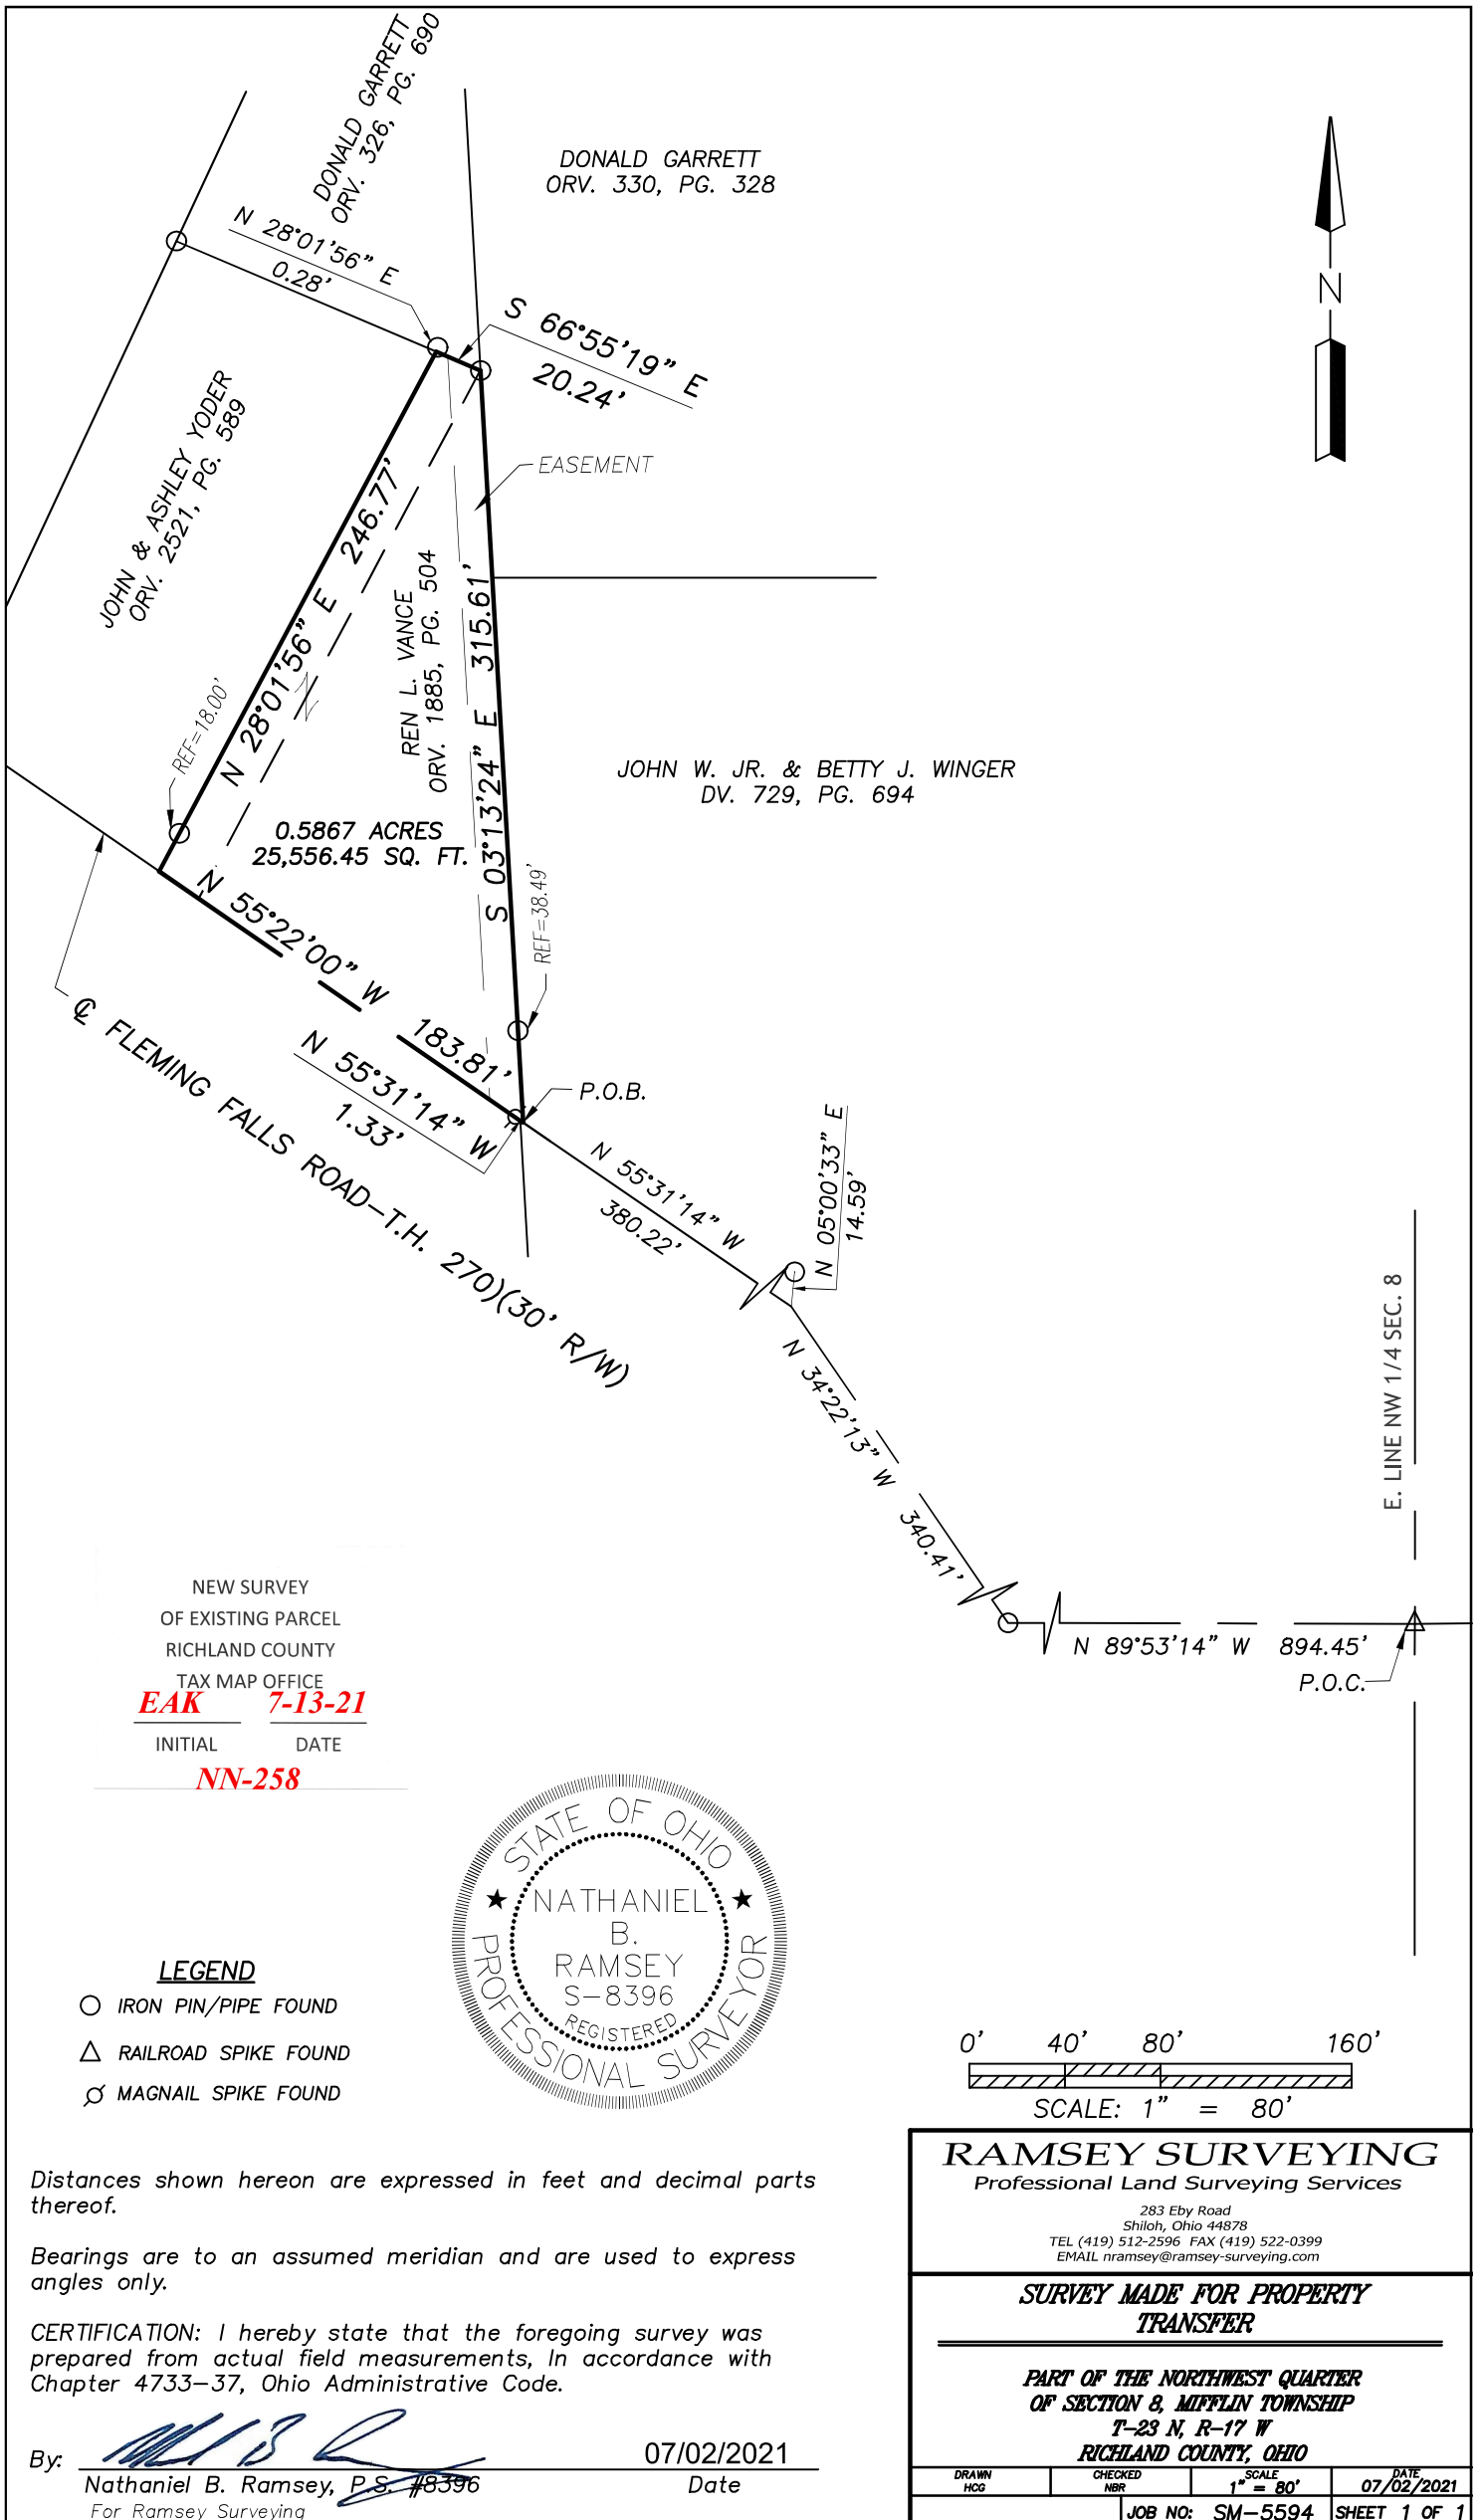 DONALD GARRETT
ORV. 326, PG. 690
DONALD GARRETT
ORV. 330, PG. 328
N 28°01'56" E
0.28'
S 66°55'19" E
20.24'
N
JOHN & ASHLEY YODER
ORV. 2521, PG. 589
EASEMENT
N 28°01'56" E 246.77'
REN L. VANCE
ORV. 1885, PG. 504
S 03°13'24" E 315.61'
REF=18.00'
JOHN W. JR. & BETTY J. WINGER
DV. 729, PG. 694
0.5867 ACRES
25,556.45 SQ. FT.
REF=38.49'
N 55°22'00" W 183.81'
N 55°31'14" W
1.33'
P.O.B.
℄ FLEMING FALLS ROAD-T.H. 270)(30' R/W)
N 55°31'14" W
380.22'
N 05°00'33" E
14.59'
N 34°22'13" W 340.41'
E. LINE NW 1/4 SEC. 8
N 89°53'14" W 894.45'
P.O.C.
NEW SURVEY
OF EXISTING PARCEL
RICHLAND COUNTY
TAX MAP OFFICE
EAK 7-13-21
INITIAL DATE
NN-258
STATE OF OHIO
NATHANIEL
B.
RAMSEY
S-8396
REGISTERED
PROFESSIONAL SURVEYOR
LEGEND
IRON PIN/PIPE FOUND
RAILROAD SPIKE FOUND
MAGNAIL SPIKE FOUND
0' 40' 80' 160'
SCALE: 1" = 80'
Distances shown hereon are expressed in feet and decimal parts
thereof.
Bearings are to an assumed meridian and are used to express
angles only.
CERTIFICATION: I hereby state that the foregoing survey was
prepared from actual field measurements, In accordance with
Chapter 4733-37, Ohio Administrative Code.
By: 07/02/2021
Nathaniel B. Ramsey, P.S. #8396 Date
For Ramsey Surveying
RAMSEY SURVEYING
Professional Land Surveying Services
283 Eby Road
Shiloh, Ohio 44878
TEL (419) 512-2596 FAX (419) 522-0399
EMAIL nramsey@ramsey-surveying.com
SURVEY MADE FOR PROPERTY
TRANSFER
PART OF THE NORTHWEST QUARTER
OF SECTION 8, MIFFLIN TOWNSHIP
T-23 N, R-17 W
RICHLAND COUNTY, OHIO
DRAWN CHECKED SCALE DATE
HCG NBR 1" = 80' 07/02/2021
JOB NO: SM-5594 SHEET 1 OF 1